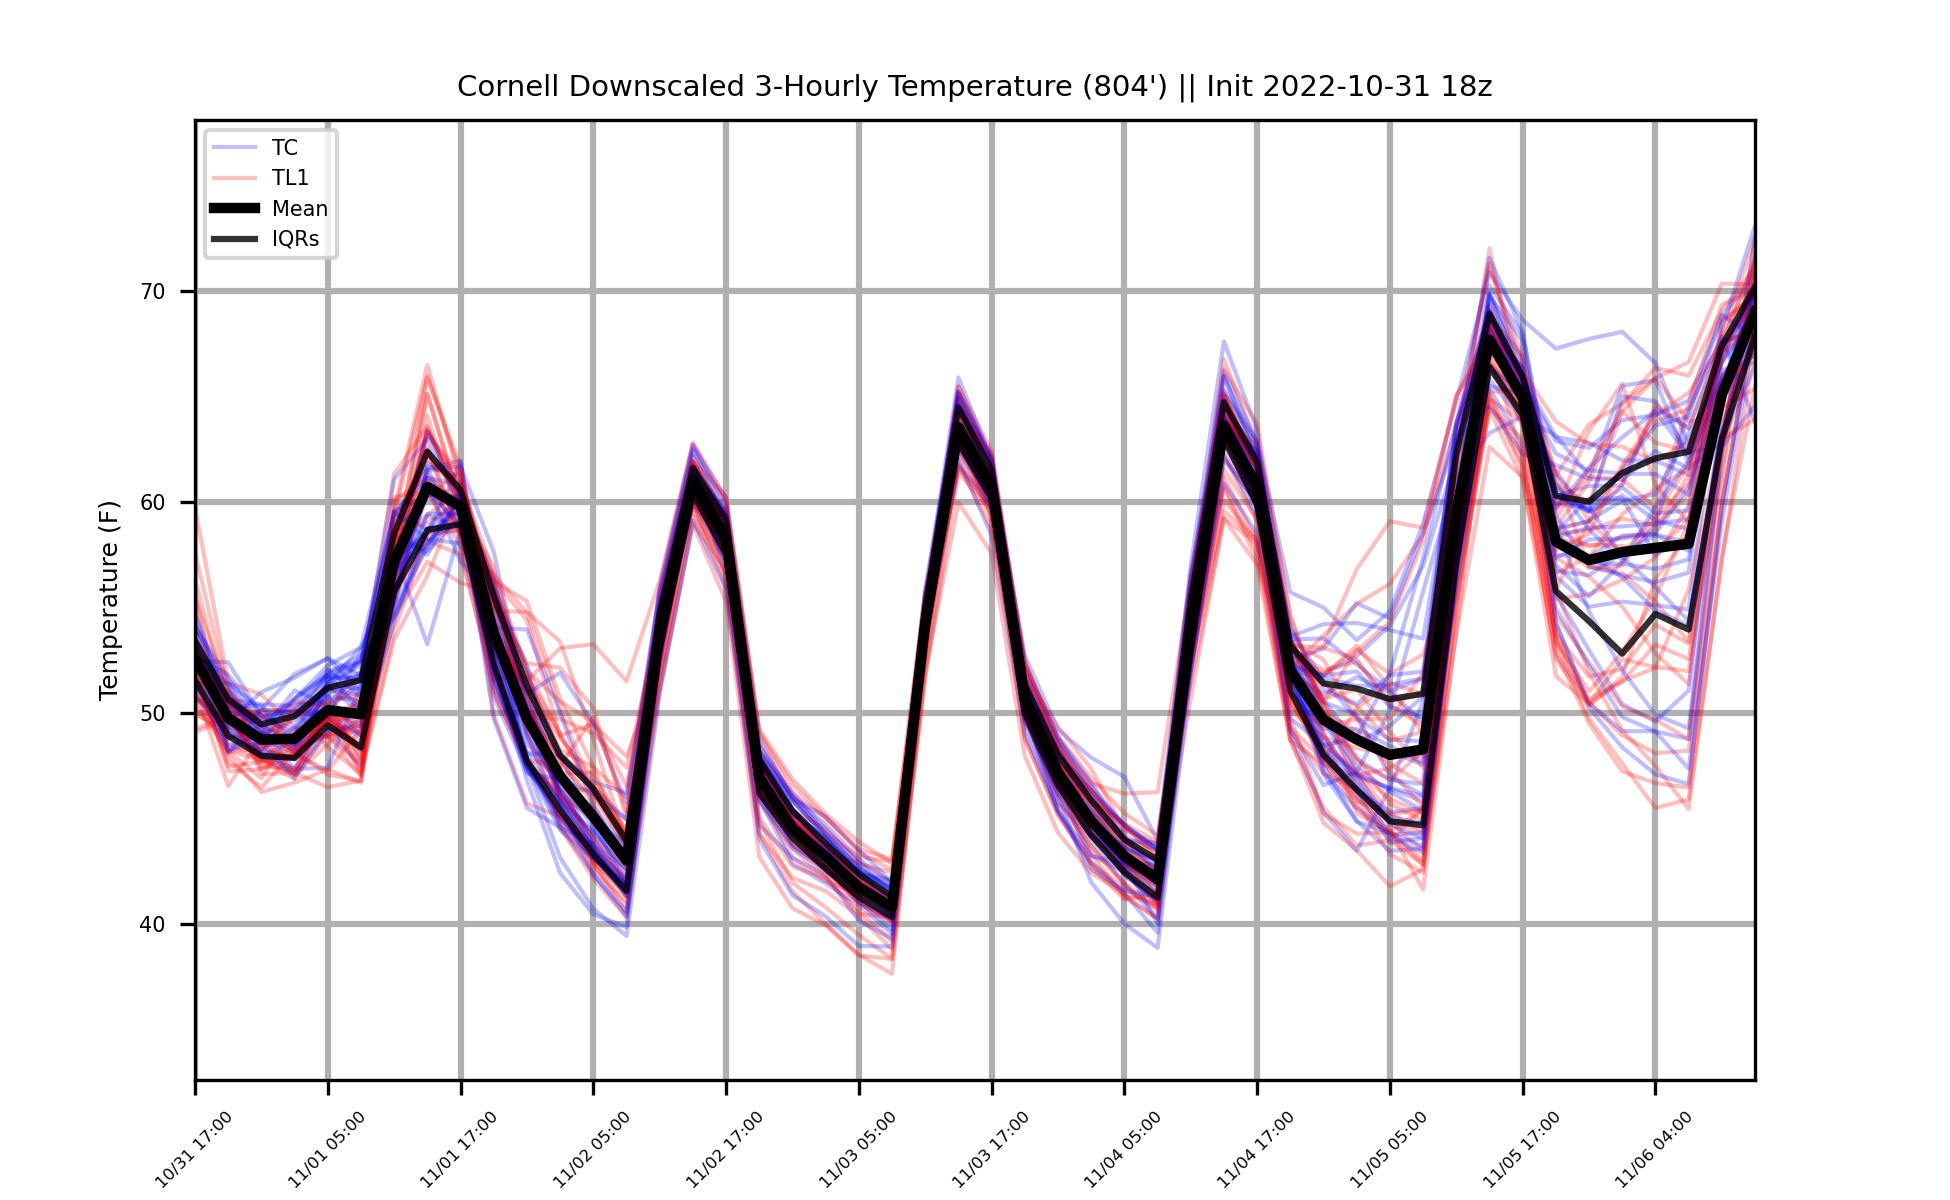 Cornell Downscaled 3-Hourly Temperature (804') || Init 2022-10-31 18z
TC
TL1
Mean
IQRs
Temperature (F)
70
60
50
40
10/31 17:00
11/01 05:00
11/01 17:00
11/02 05:00
11/02 17:00
11/03 05:00
11/03 17:00
11/04 05:00
11/04 17:00
11/05 05:00
11/05 17:00
11/06 04:00